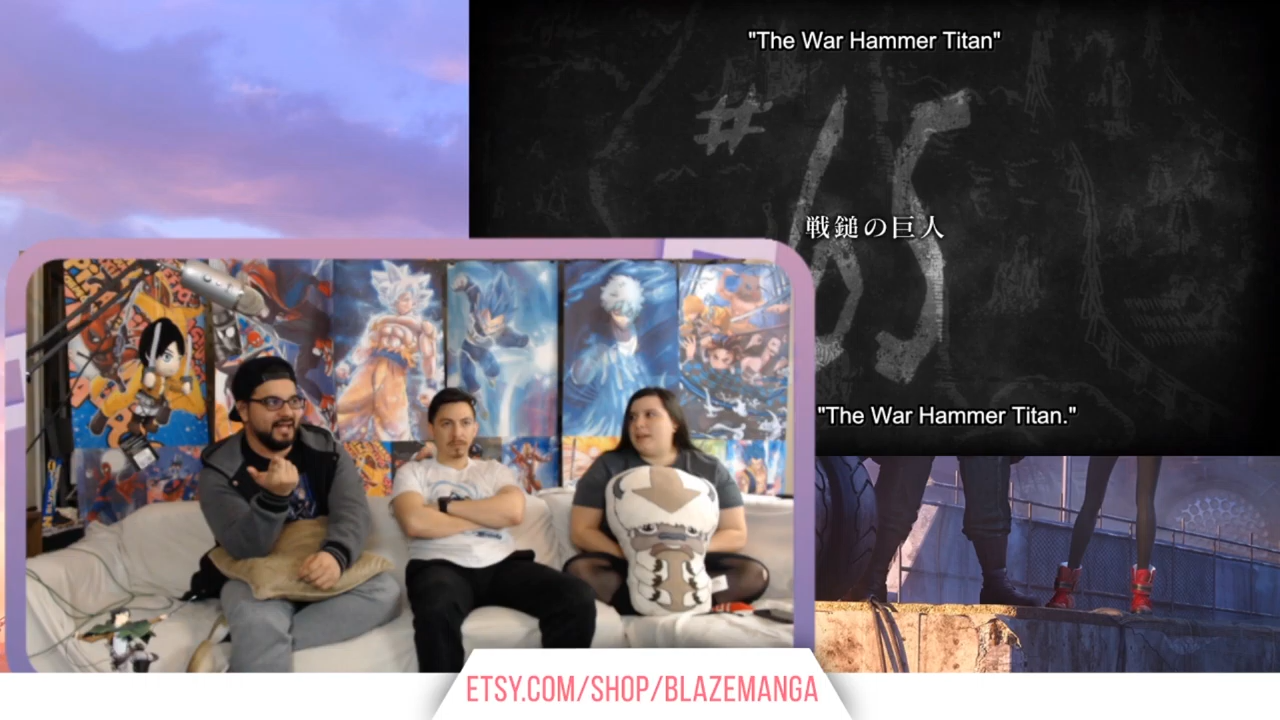 "The War Hammer Titan"
#65
戦鎚の巨人
"The War Hammer Titan."
ETSY.COM/SHOP/BLAZEMANGA